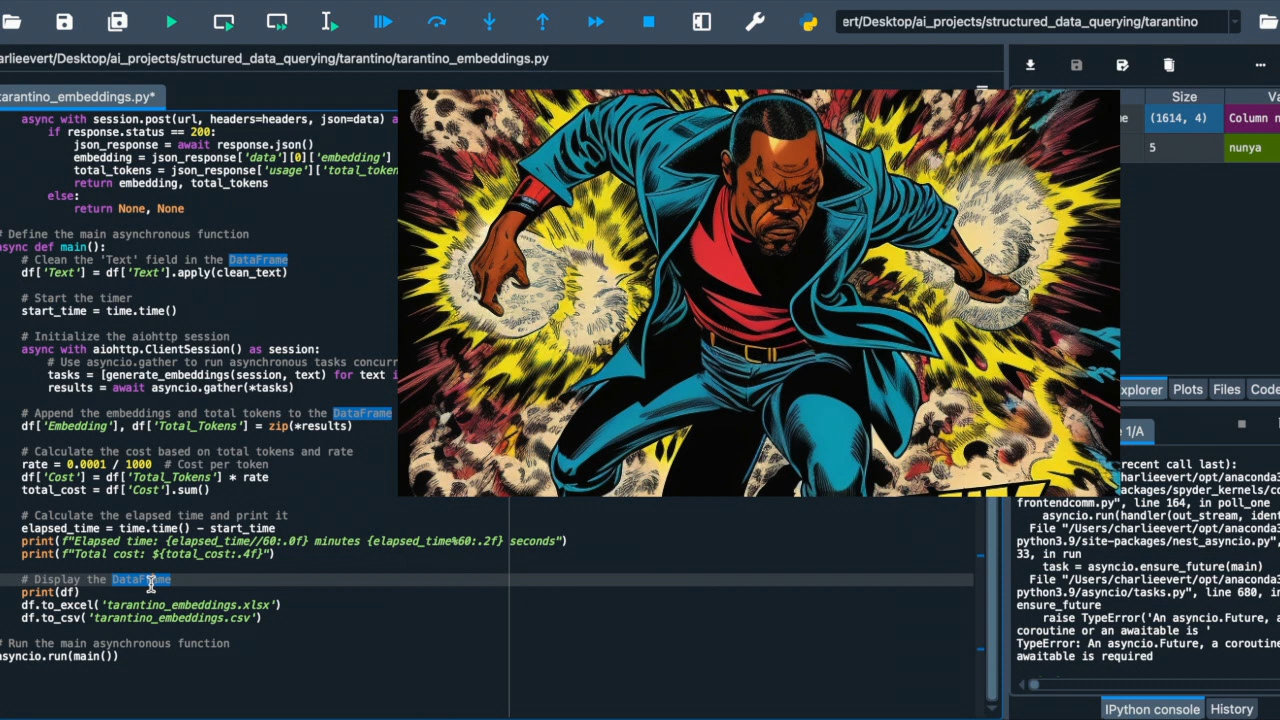 ert/Desktop/ai_projects/structured_data_querying/tarantino
arlieevert/Desktop/ai_projects/structured_data_querying/tarantino/tarantino_embeddings.py
tarantino_embeddings.py*
async with session.post(url, headers=headers, json=data) a
if response.status == 200:
json_response = await response.json()
embedding = json_response['data'][0]['embedding']
total_tokens = json_response['usage']['total_token
return embedding, total_tokens
else:
return None, None
# Define the main asynchronous function
async def main():
# Clean the 'Text' field in the DataFrame
df['Text'] = df['Text'].apply(clean_text)
# Start the timer
start_time = time.time()
# Initialize the aiohttp session
async with aiohttp.ClientSession() as session:
# Use asyncio.gather to run asynchronous tasks concurr
tasks = [generate_embeddings(session, text) for text i
results = await asyncio.gather(*tasks)
# Append the embeddings and total tokens to the DataFrame
df['Embedding'], df['Total_Tokens'] = zip(*results)
# Calculate the cost based on total tokens and rate
rate = 0.0001 / 1000  # Cost per token
df['Cost'] = df['Total_Tokens'] * rate
total_cost = df['Cost'].sum()
# Calculate the elapsed time and print it
elapsed_time = time.time() - start_time
print(f"Elapsed time: {elapsed_time//60:.0f} minutes {elapsed_time%60:.2f} seconds")
print(f"Total cost: ${total_cost:.4f}")
# Display the DataFrame
print(df)
df.to_excel('tarantino_embeddings.xlsx')
df.to_csv('tarantino_embeddings.csv')
# Run the main asynchronous function
asyncio.run(main())
Size Va
e (1614, 4) Column n
5 nunya
xplorer Plots Files Code
e 1/A
recent call last):
charlieevert/opt/anaconda3
packages/spyder_kernels/co
frontendcomm.py", line 164, in poll_one
asyncio.run(handler(out_stream, ident
File "/Users/charlieevert/opt/anaconda3
python3.9/site-packages/nest_asyncio.py",
33, in run
task = asyncio.ensure_future(main)
File "/Users/charlieevert/opt/anaconda3
python3.9/asyncio/tasks.py", line 680, in
ensure_future
raise TypeError('An asyncio.Future, a
coroutine or an awaitable is '
TypeError: An asyncio.Future, a coroutine
awaitable is required
IPython console History